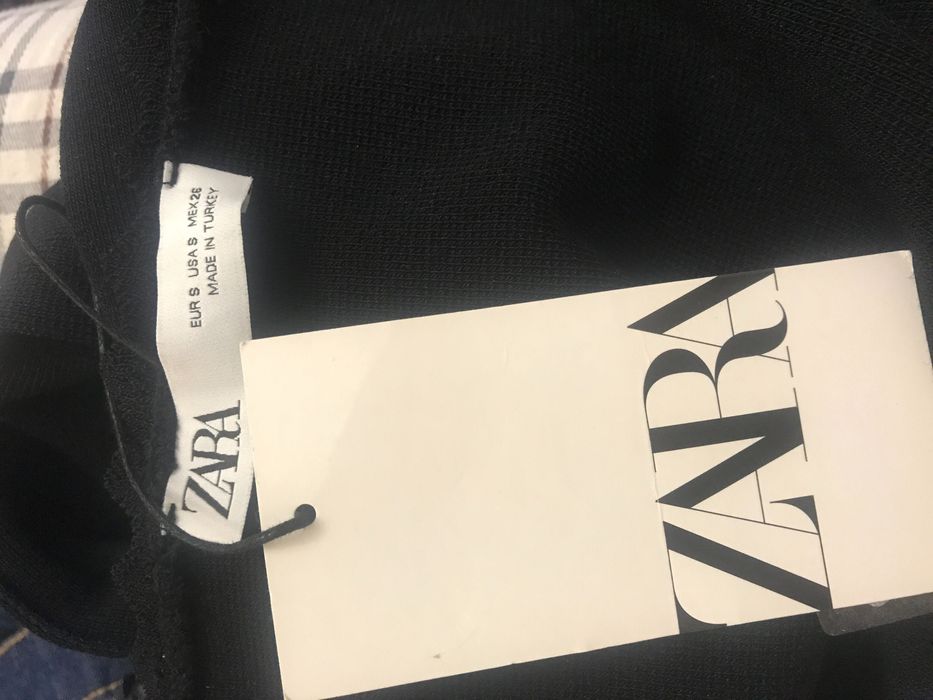 ZARA
EUR S USA S MEX 26
MADE IN TURKEY
ZARA